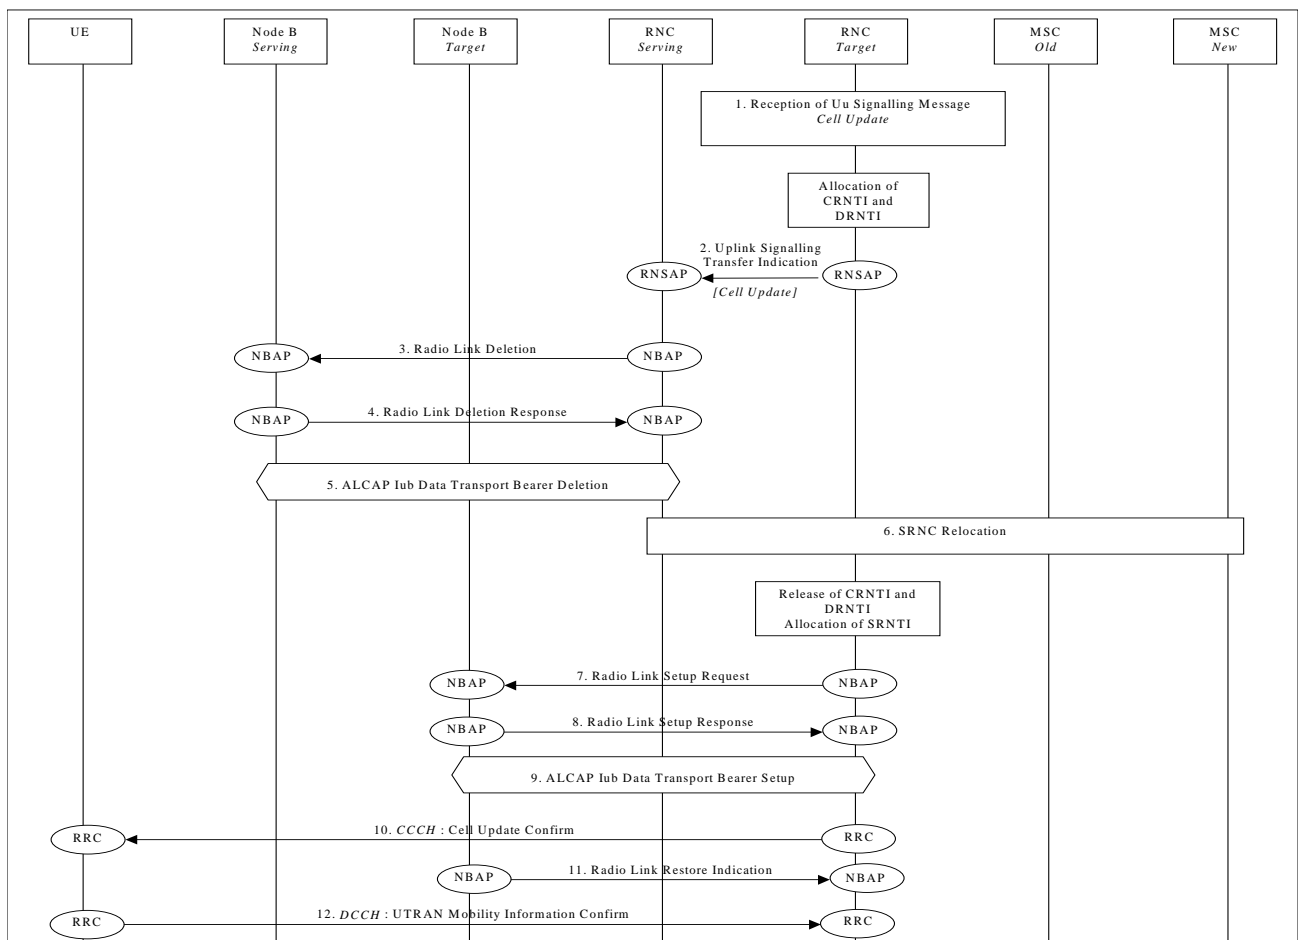 UE
Node B
Serving
Node B
Target
RNC
Serving
RNC
Target
MSC
Old
MSC
New
1. Reception of Uu Signalling Message
Cell Update
Allocation of
CRNTI and
DRNTI
2. Uplink Signalling
Transfer Indication
RNSAP
RNSAP
[Cell Update]
NBAP
3. Radio Link Deletion
NBAP
NBAP
4. Radio Link Deletion Response
NBAP
5. ALCAP Iub Data Transport Bearer Deletion
6. SRNC Relocation
Release of CRNTI and
DRNTI
Allocation of SRNTI
NBAP
7. Radio Link Setup Request
NBAP
NBAP
8. Radio Link Setup Response
NBAP
9. ALCAP Iub Data Transport Bearer Setup
RRC
10. CCCH : Cell Update Confirm
RRC
NBAP
11. Radio Link Restore Indication
NBAP
RRC
12. DCCH : UTRAN Mobility Information Confirm
RRC